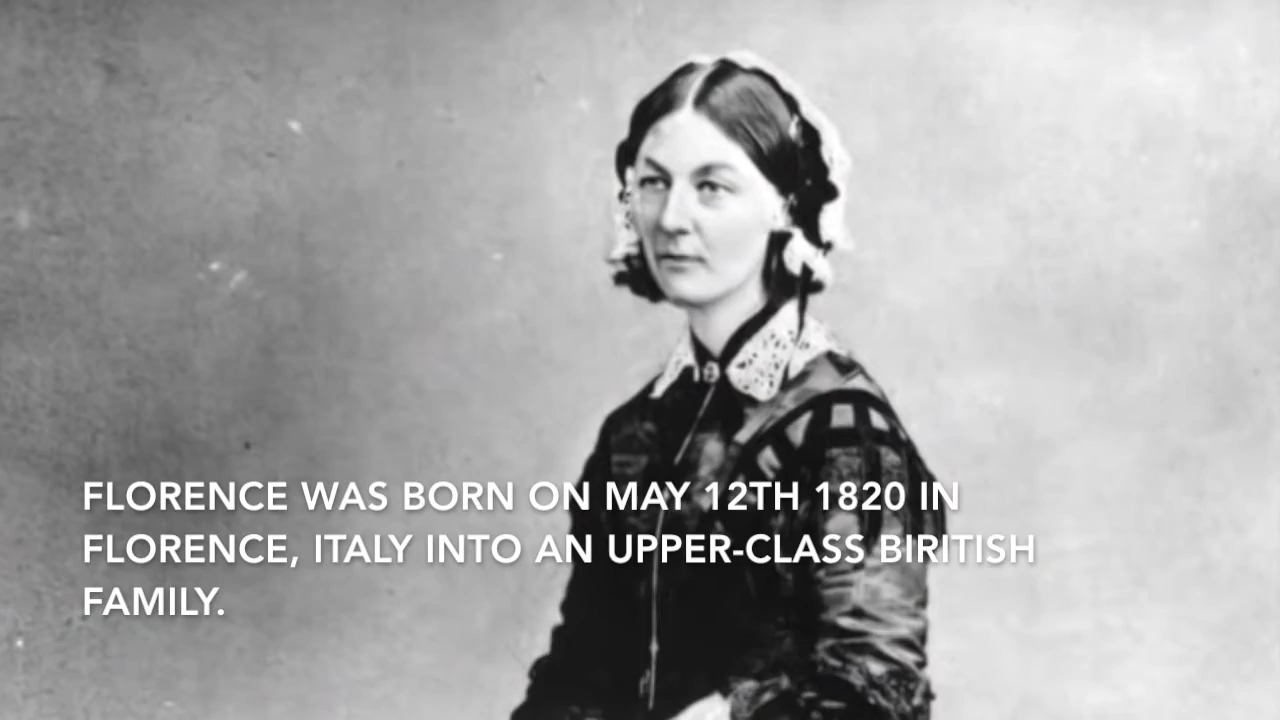 FLORENCE WAS BORN ON MAY 12TH 1820 IN
FLORENCE, ITALY INTO AN UPPER-CLASS BIRITISH
FAMILY.